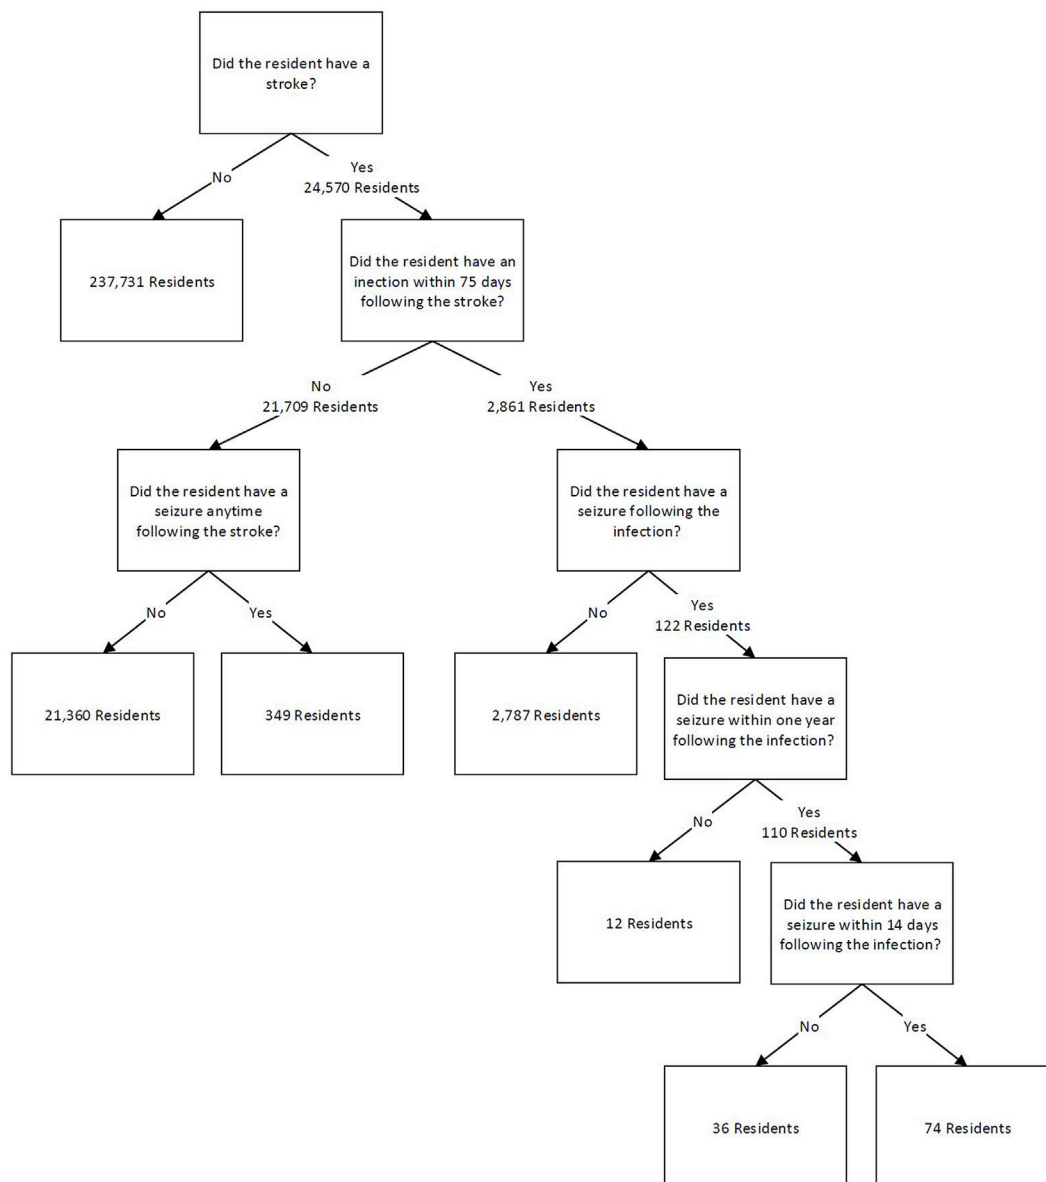 Did the resident have a
stroke?
No
Yes
24,570 Residents
237,731 Residents
Did the resident have an
inection within 75 days
following the stroke?
No
21,709 Residents
Yes
2,861 Residents
Did the resident have a
seizure anytime
following the stroke?
Did the resident have a
seizure following the
infection?
No
Yes
No
Yes
122 Residents
21,360 Residents
349 Residents
2,787 Residents
Did the resident have a
seizure within one year
following the infection?
No
Yes
110 Residents
12 Residents
Did the resident have a
seizure within 14 days
following the infection?
No
Yes
36 Residents
74 Residents